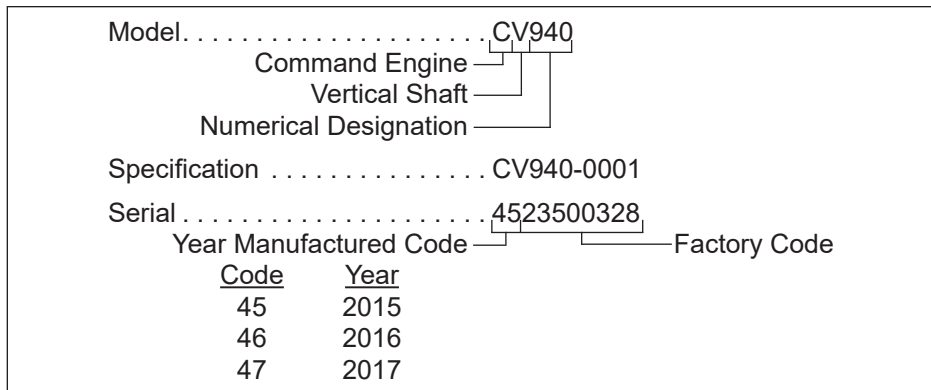 Model. . . . . . . . . . . . . . . . . . . . . CV940
Command Engine
Vertical Shaft
Numerical Designation
Specification . . . . . . . . . . . . . . . CV940-0001
Serial . . . . . . . . . . . . . . . . . . . . . 4523500328
Year Manufactured Code Factory Code
Code Year
45 2015
46 2016
47 2017